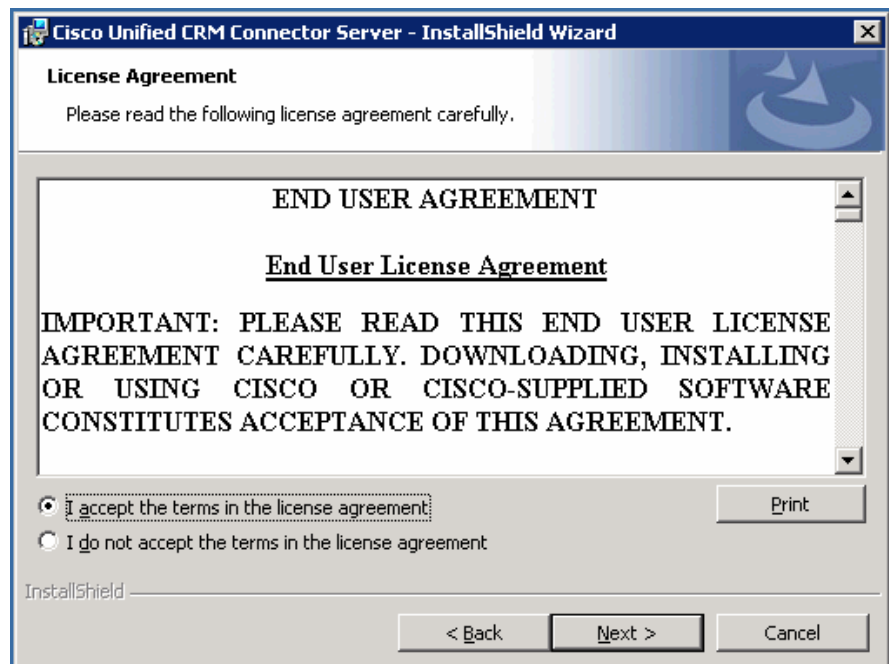 Cisco Unified CRM Connector Server - InstallShield Wizard
License Agreement
Please read the following license agreement carefully.
END USER AGREEMENT
End User License Agreement
IMPORTANT: PLEASE READ THIS END USER LICENSE
AGREEMENT CAREFULLY. DOWNLOADING, INSTALLING
OR USING CISCO OR CISCO-SUPPLIED SOFTWARE
CONSTITUTES ACCEPTANCE OF THIS AGREEMENT.
I accept the terms in the license agreement
Print
I do not accept the terms in the license agreement
InstallShield
< Back
Next >
Cancel